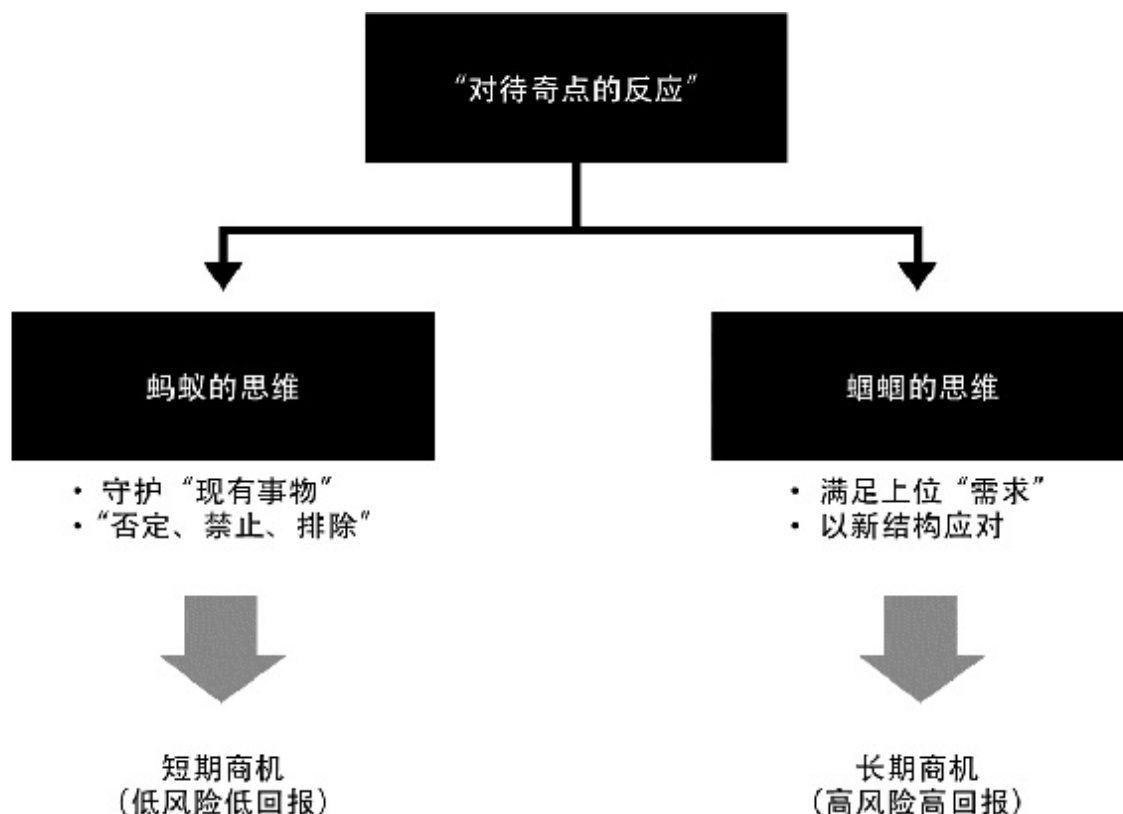 “对待奇点的反应”
蚂蚁的思维
· 守护“现有事物”
· “否定、禁止、排除”
短期商机
（低风险低回报）
蝈蝈的思维
· 满足上位“需求”
· 以新结构应对
长期商机
（高风险高回报）